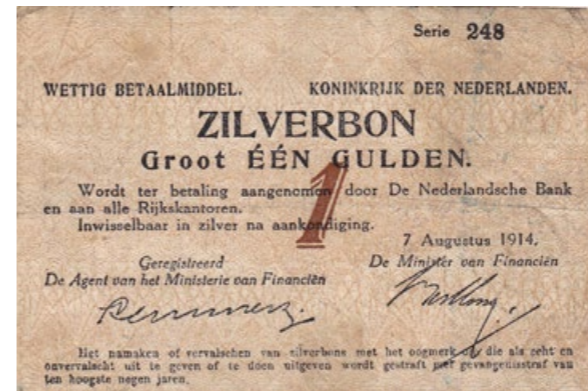 Serie 248
WETTIG BETAALMIDDEL. KONINKRIJK DER NEDERLANDEN.
ZILVERBON
Groot ÉÉN GULDEN.
1
Wordt ter betaling aangenomen door De Nederlandsche Bank
en aan alle Rijkskantoren.
Inwisselbaar in zilver na aankondiging.
7 Augustus 1914.
Geregistreerd De Minister van Financiën
De Agent van het Ministerie van Financiën
Het namaken of vervalschen van zilverbons met het oogmerk om die als echt en
onvervalscht uit te geven of te doen uitgeven wordt gestraft met gevangenisstraf van
ten hoogste negen jaren.